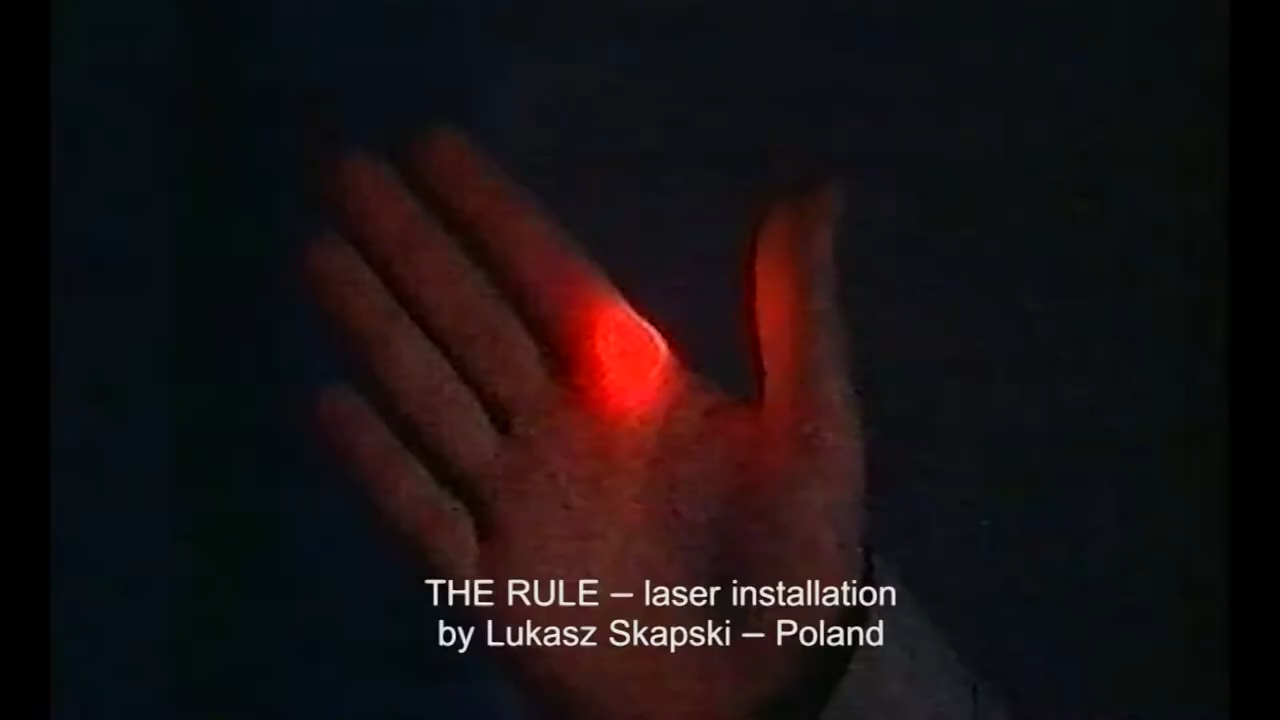 THE RULE – laser installation
by Lukasz Skapski – Poland